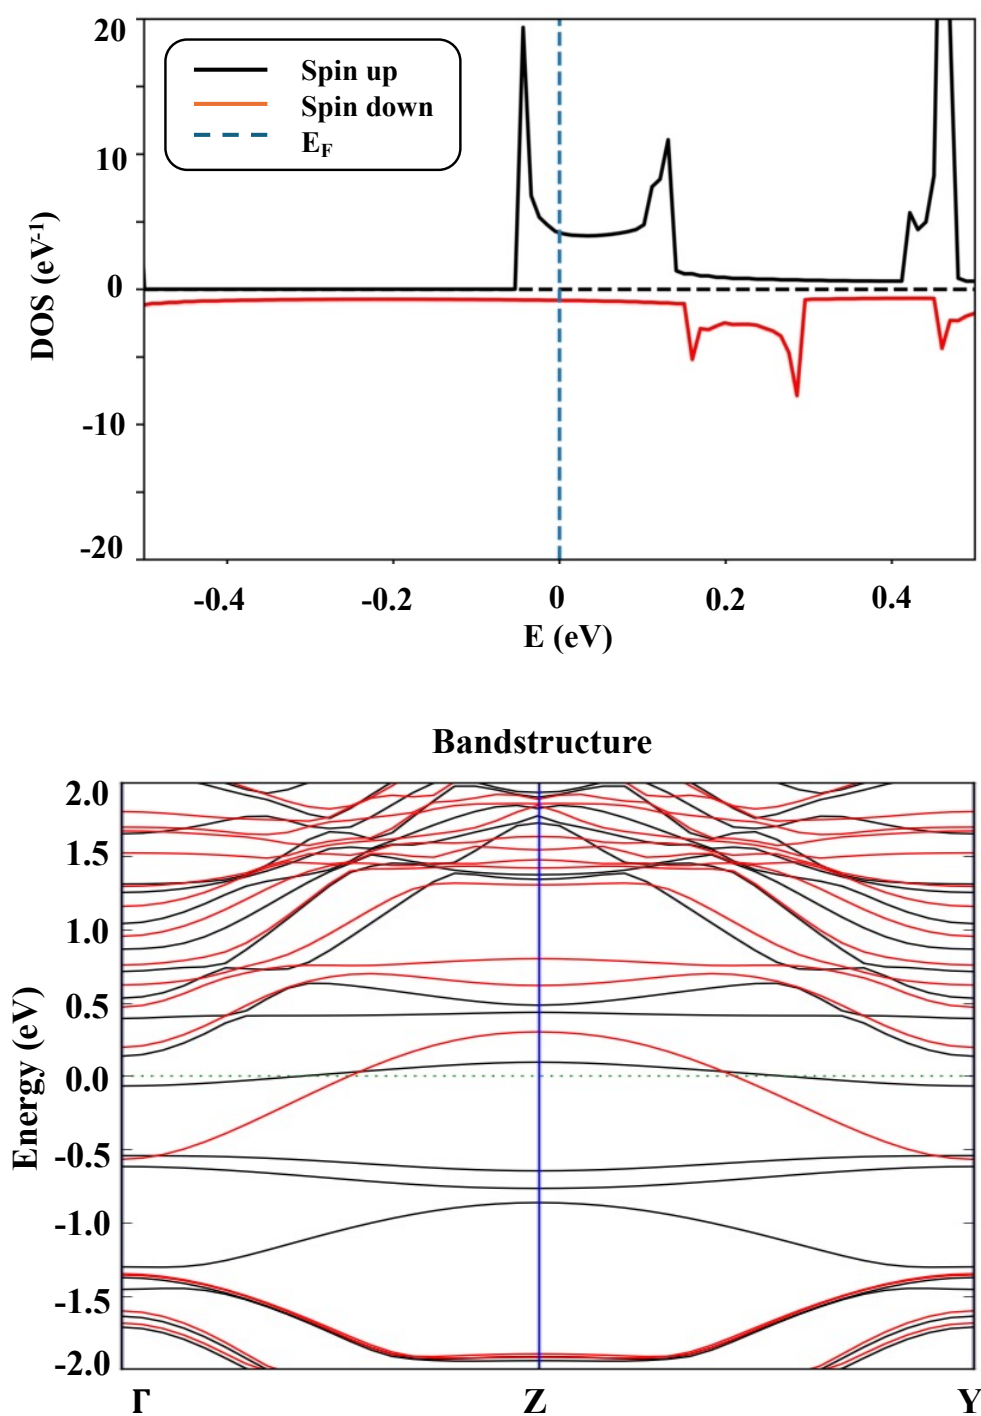 20
10
0
-10
-20
DOS (eV-1)
Spin up
Spin down
EF
-0.4
-0.2
0
0.2
0.4
E (eV)
Bandstructure
2.0
1.5
1.0
0.5
0.0
-0.5
-1.0
-1.5
-2.0
Energy (eV)
Γ
Z
Y